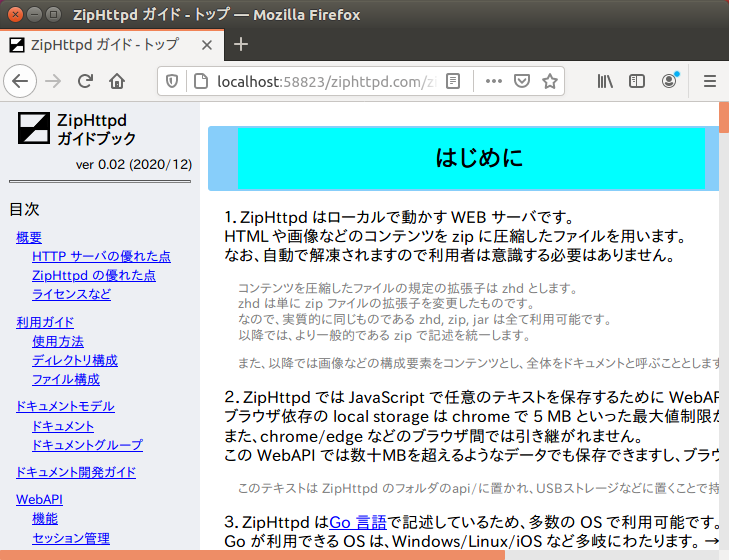 ZipHttpd ガイド - トップ — Mozilla Firefox
ZipHttpd ガイド - トップ
localhost:58823/ziphttpd.com/
ZipHttpd
ガイドブック
ver 0.02 (2020/12)
目次
概要
HTTP サーバの優れた点
ZipHttpd の優れた点
ライセンスなど
利用ガイド
使用方法
ディレクトリ構成
ファイル構成
ドキュメントモデル
ドキュメント
ドキュメントグループ
ドキュメント開発ガイド
WebAPI
機能
セッション管理
はじめに
1. ZipHttpd はローカルで動かす WEB サーバです。
HTML や画像などのコンテンツを zip に圧縮したファイルを用います。
なお、自動で解凍されますので利用者は意識する必要はありません。
コンテンツを圧縮したファイルの規定の拡張子は zhd とします。
zhd は単に zip ファイルの拡張子を変更したものです。
なので、実質的に同じものである zhd, zip, jar は全て利用可能です。
以降では、より一般的である zip で記述を統一します。
また、以降では画像などの構成要素をコンテンツとし、全体をドキュメントと呼ぶこととします
2. ZipHttpd では JavaScript で任意のテキストを保存するために WebAP
ブラウザ依存の local storage は chrome で 5 MB といった最大値制限が
また、chrome/edge などのブラウザ間では引き継がれません。
この WebAPI では数十MBを超えるようなデータでも保存できますし、ブラウ
このテキストは ZipHttpd のフォルダのapi/に置かれ、USBストレージなどに置くことで持
3. ZipHttpd はGo 言語で記述しているため、多数の OS で利用可能です。
Go が利用できる OS は、Windows/Linux/iOS など多岐にわたります。 →